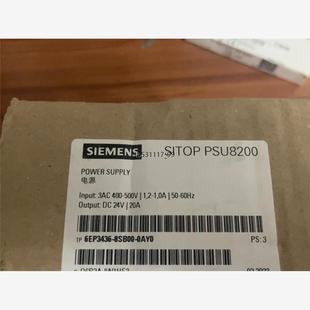 SIEMENS
SITOP PSU8200
POWER SUPPLY
电源
Input: 3AC 400-500V | 1,2-1,0A | 50-60Hz
Output: DC 24V | 20A
1P 6EP3436-8SB00-0AY0
PS: 3